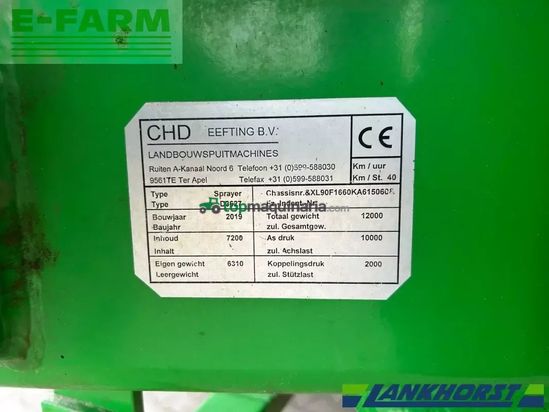 E-FARM
CHD EEFTING B.V.
LANDBOUWSPUITMACHINES
Ruiten A-Kanaal Noord 6 Telefoon +31 (0)599-588030
9561TE Ter Apel Telefax +31 (0)599-588031
CE
Km / uur
Km / St. 40
Type Sprayer Chassisnr.
Type
topmaquinaria.com
Bouwjaar 2019 Totaal gewicht 12000
Baujahr zul. Gesamtgew.
Inhoud 7200 As druk 10000
Inhalt zul. Achslast
Eigen gewicht 6310 Koppelingsdruk 2000
Leergewicht zul. Stützlast
LANKHORST